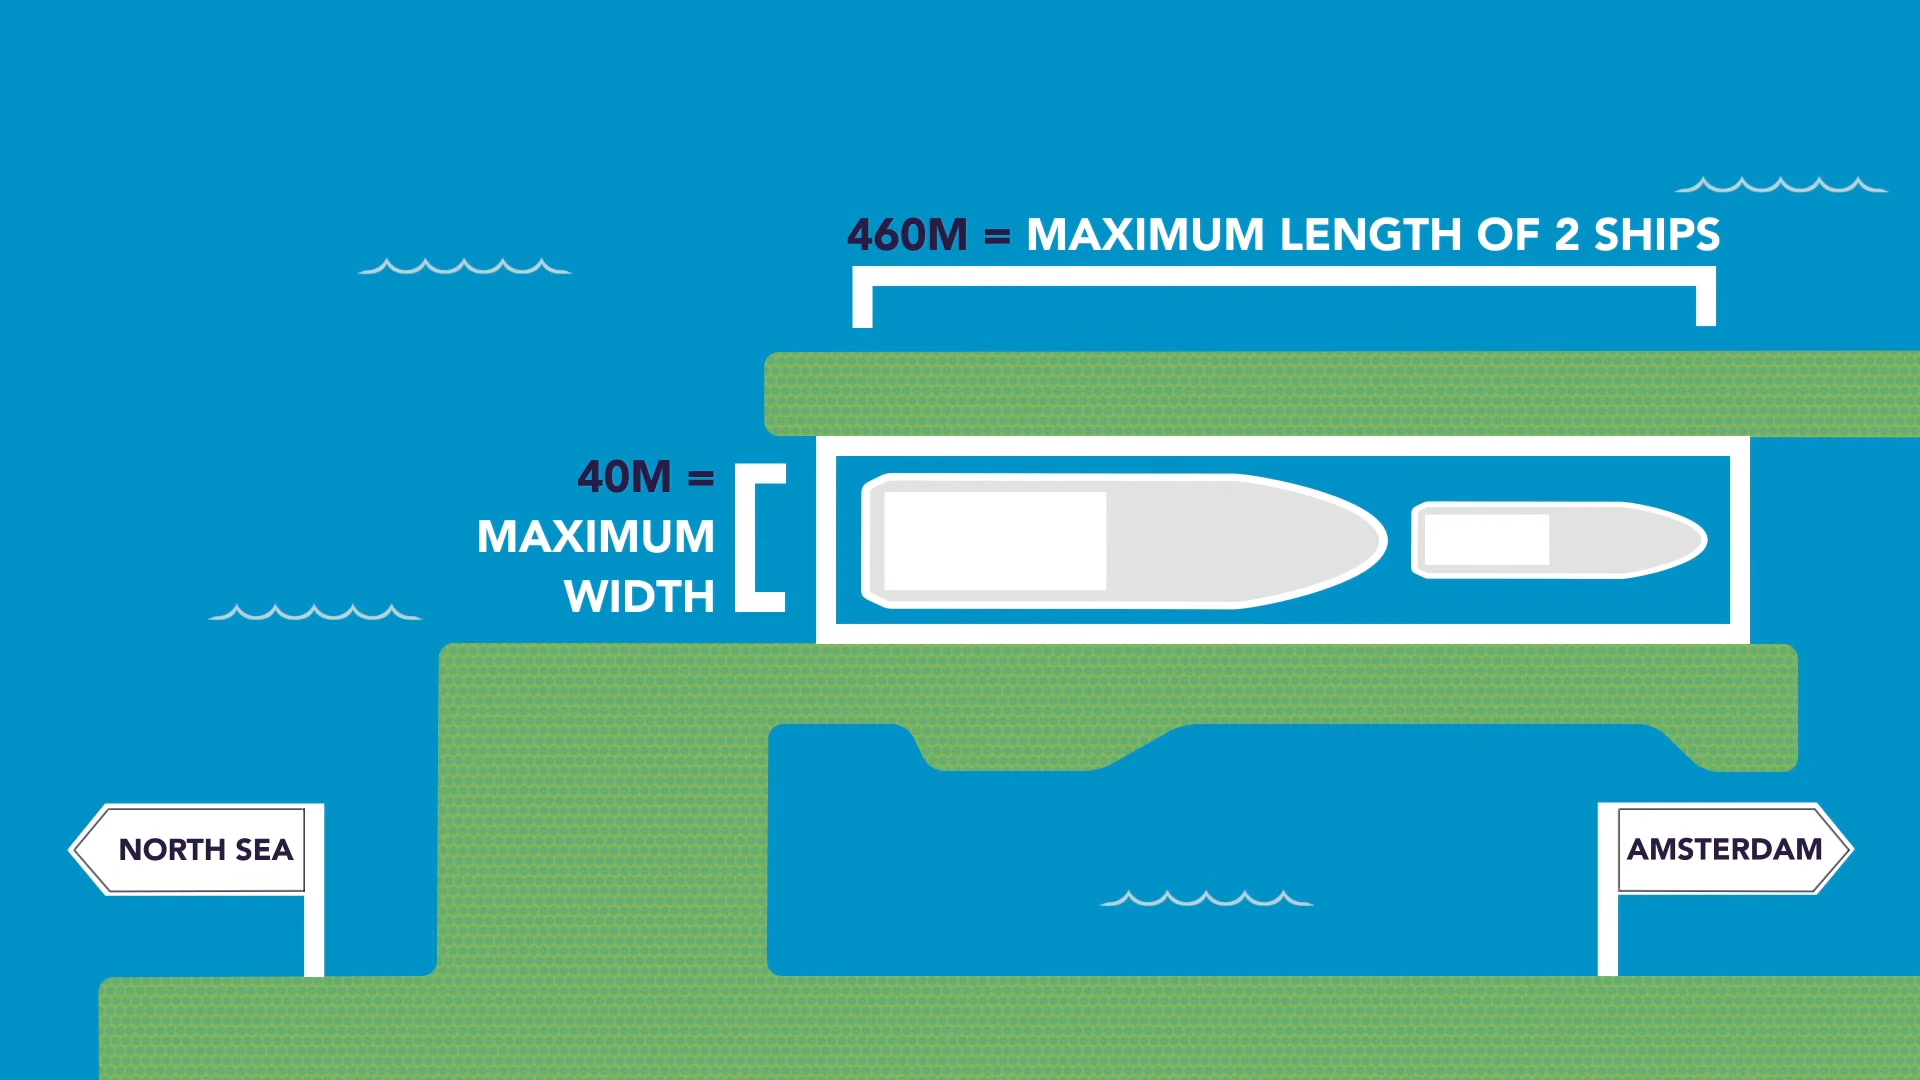 460M = MAXIMUM LENGTH OF 2 SHIPS
40M =
MAXIMUM
WIDTH
NORTH SEA
AMSTERDAM